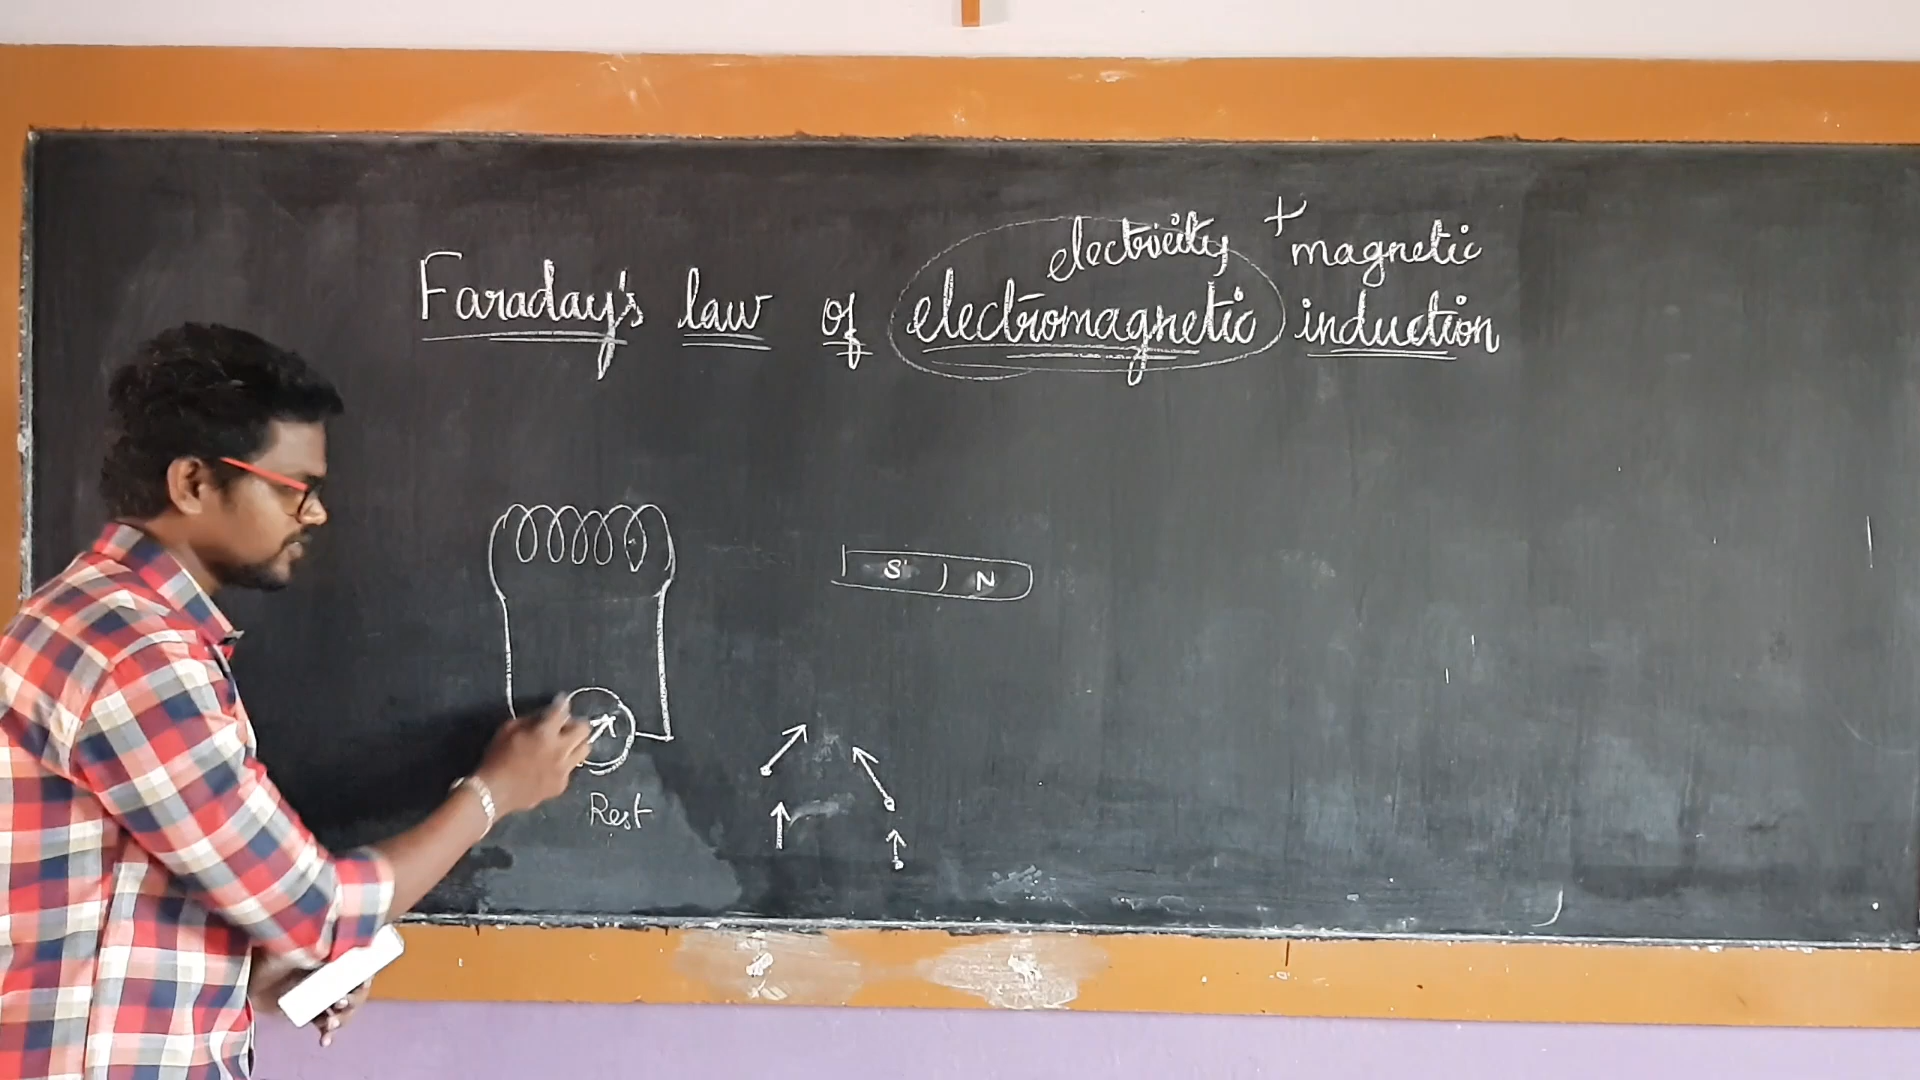 electricity + magnetic
Faraday's law of electromagnetic induction
S N
Rest